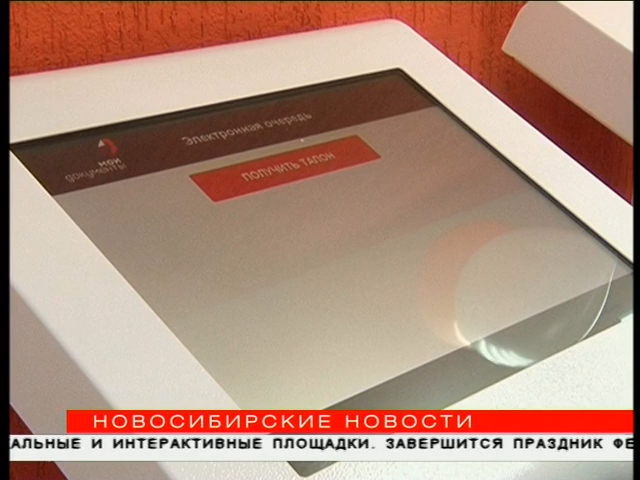 Электронная очередь
мои
документы
ПОЛУЧИТЬ ТАЛОН
НОВОСИБИРСКИЕ НОВОСТИ
АЛЬНЫЕ И ИНТЕРАКТИВНЫЕ ПЛОЩАДКИ. ЗАВЕРШИТСЯ ПРАЗДНИК ФЕ